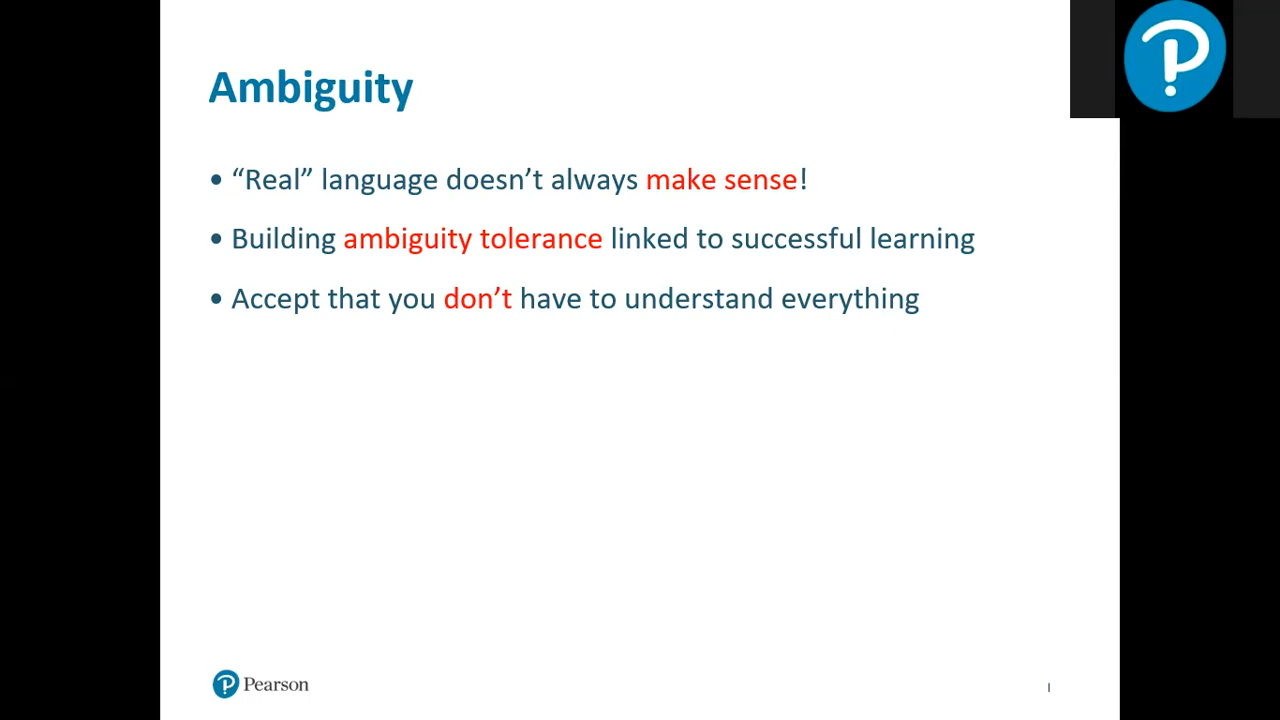 Ambiguity
• “Real” language doesn’t always make sense!
• Building ambiguity tolerance linked to successful learning
• Accept that you don’t have to understand everything
Pearson